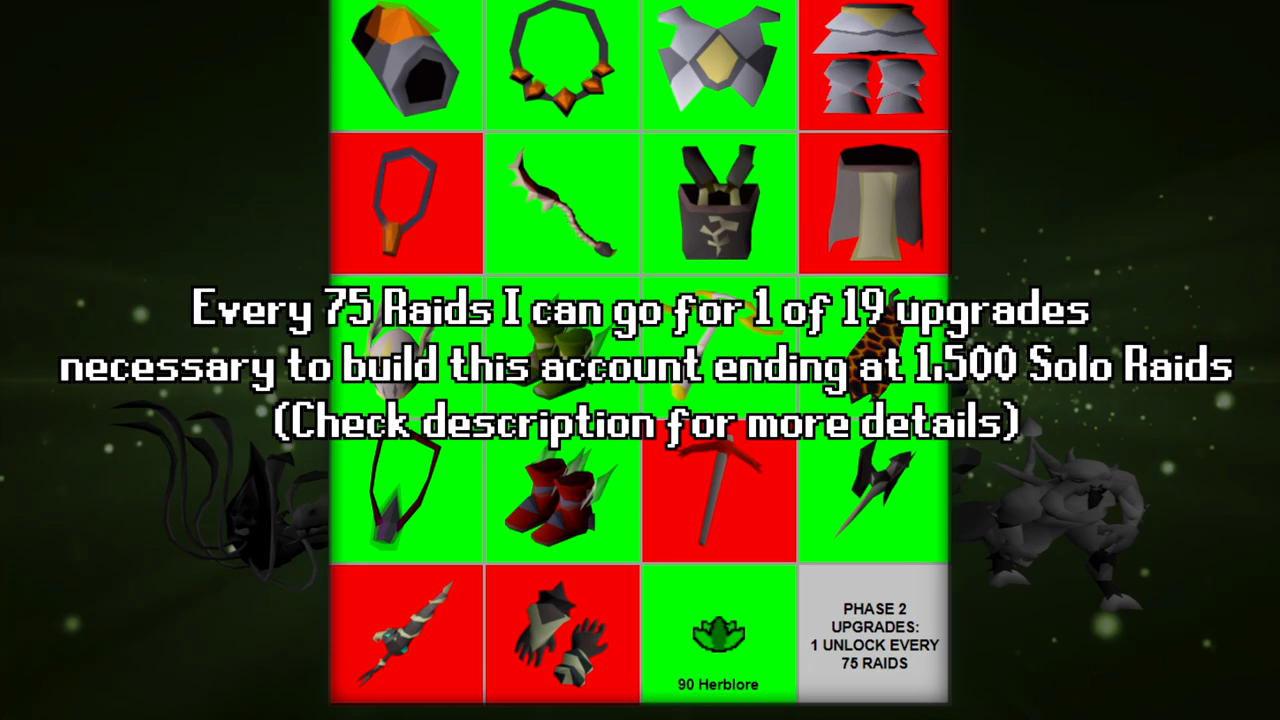 Every 75 Raids I can go for 1 of 19 upgrades
necessary to build this account ending at 1,500 Solo Raids
(Check description for more details)
90 Herblore
PHASE 2
UPGRADES:
1 UNLOCK EVERY
75 RAIDS